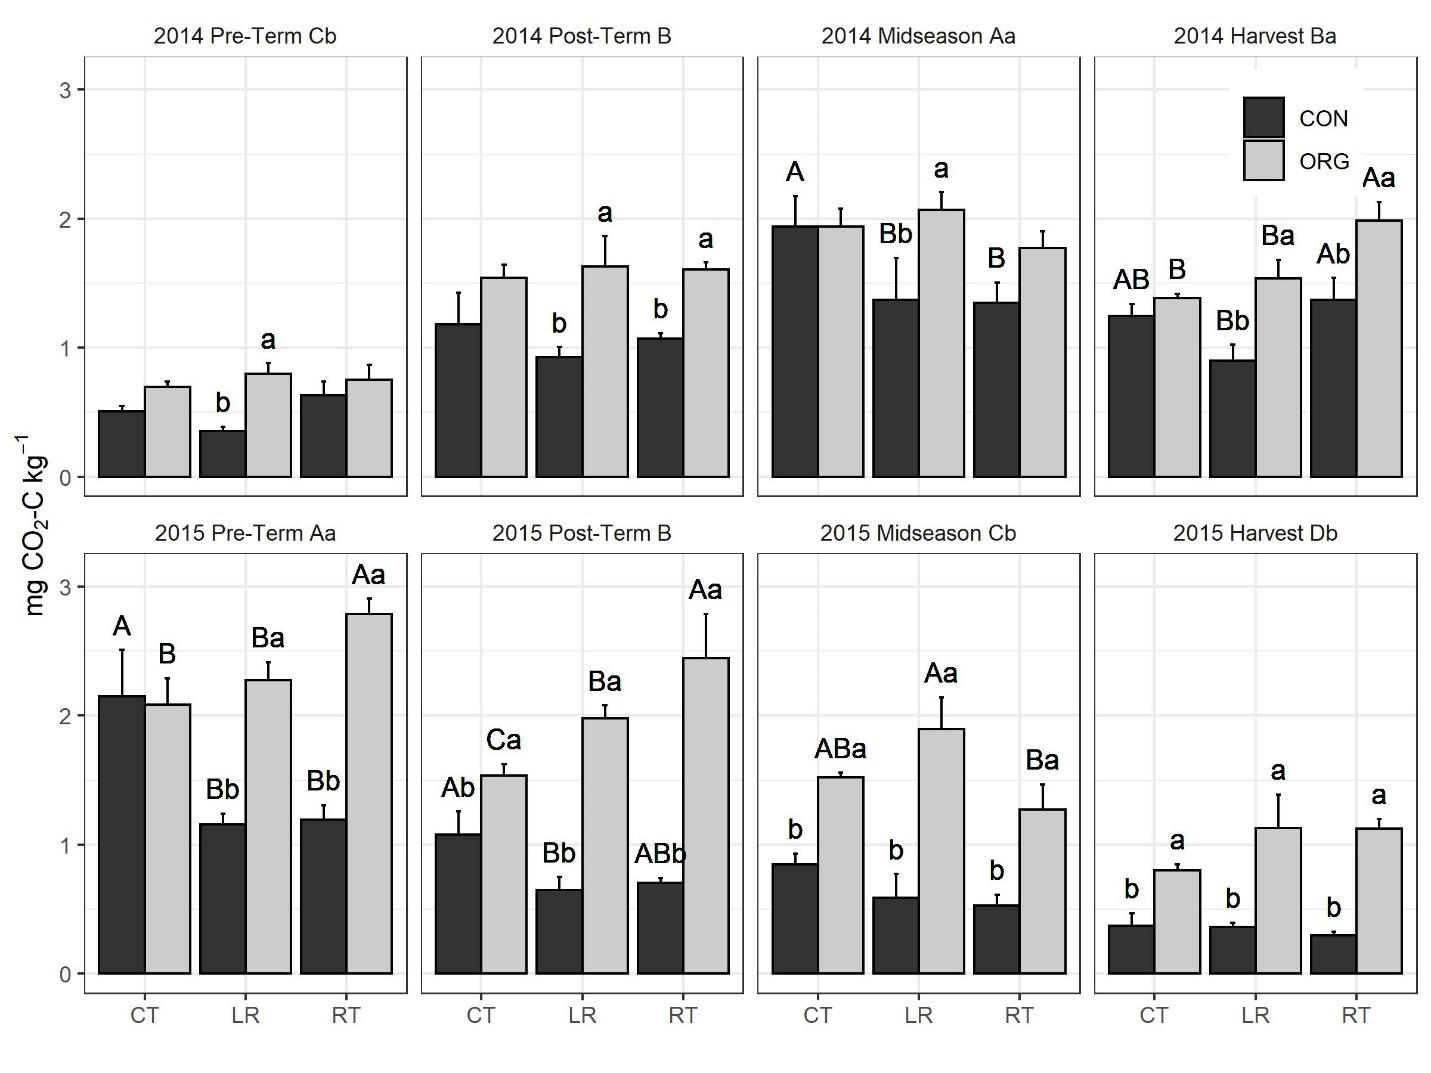 2014 Pre-Term Cb
2014 Post-Term B
2014 Midseason Aa
2014 Harvest Ba
3
2
1
0
b
a
b
a
b
a
A
Bb
a
B
AB
B
Bb
Ba
Ab
Aa
CON
ORG
mg CO₂-C kg⁻¹
2015 Pre-Term Aa
2015 Post-Term B
2015 Midseason Cb
2015 Harvest Db
3
2
1
0
A
B
Bb
Ba
Bb
Aa
Ab
Ca
Bb
Ba
ABb
Aa
b
ABa
b
Aa
b
Ba
b
a
b
a
b
a
CT
LR
RT
CT
LR
RT
CT
LR
RT
CT
LR
RT